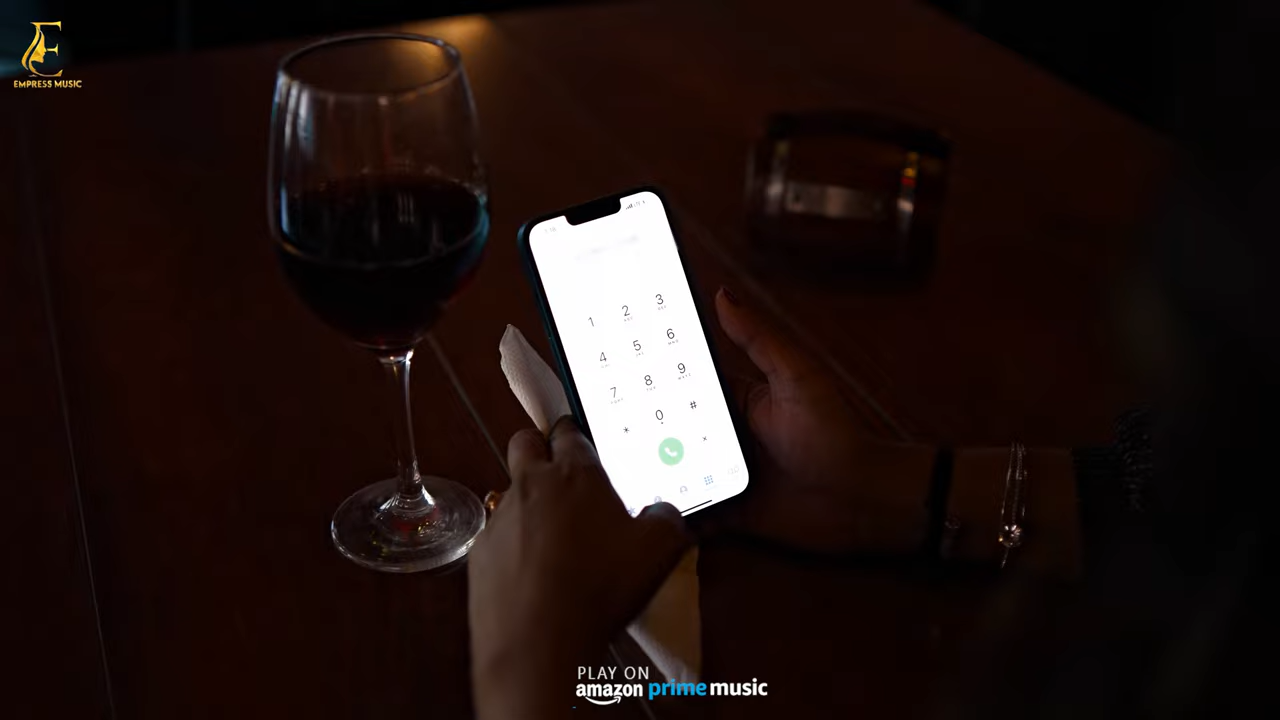 EMPRESS MUSIC
1 2 3
4 5 6
7 8 9
* 0 #
PLAY ON
amazon prime music